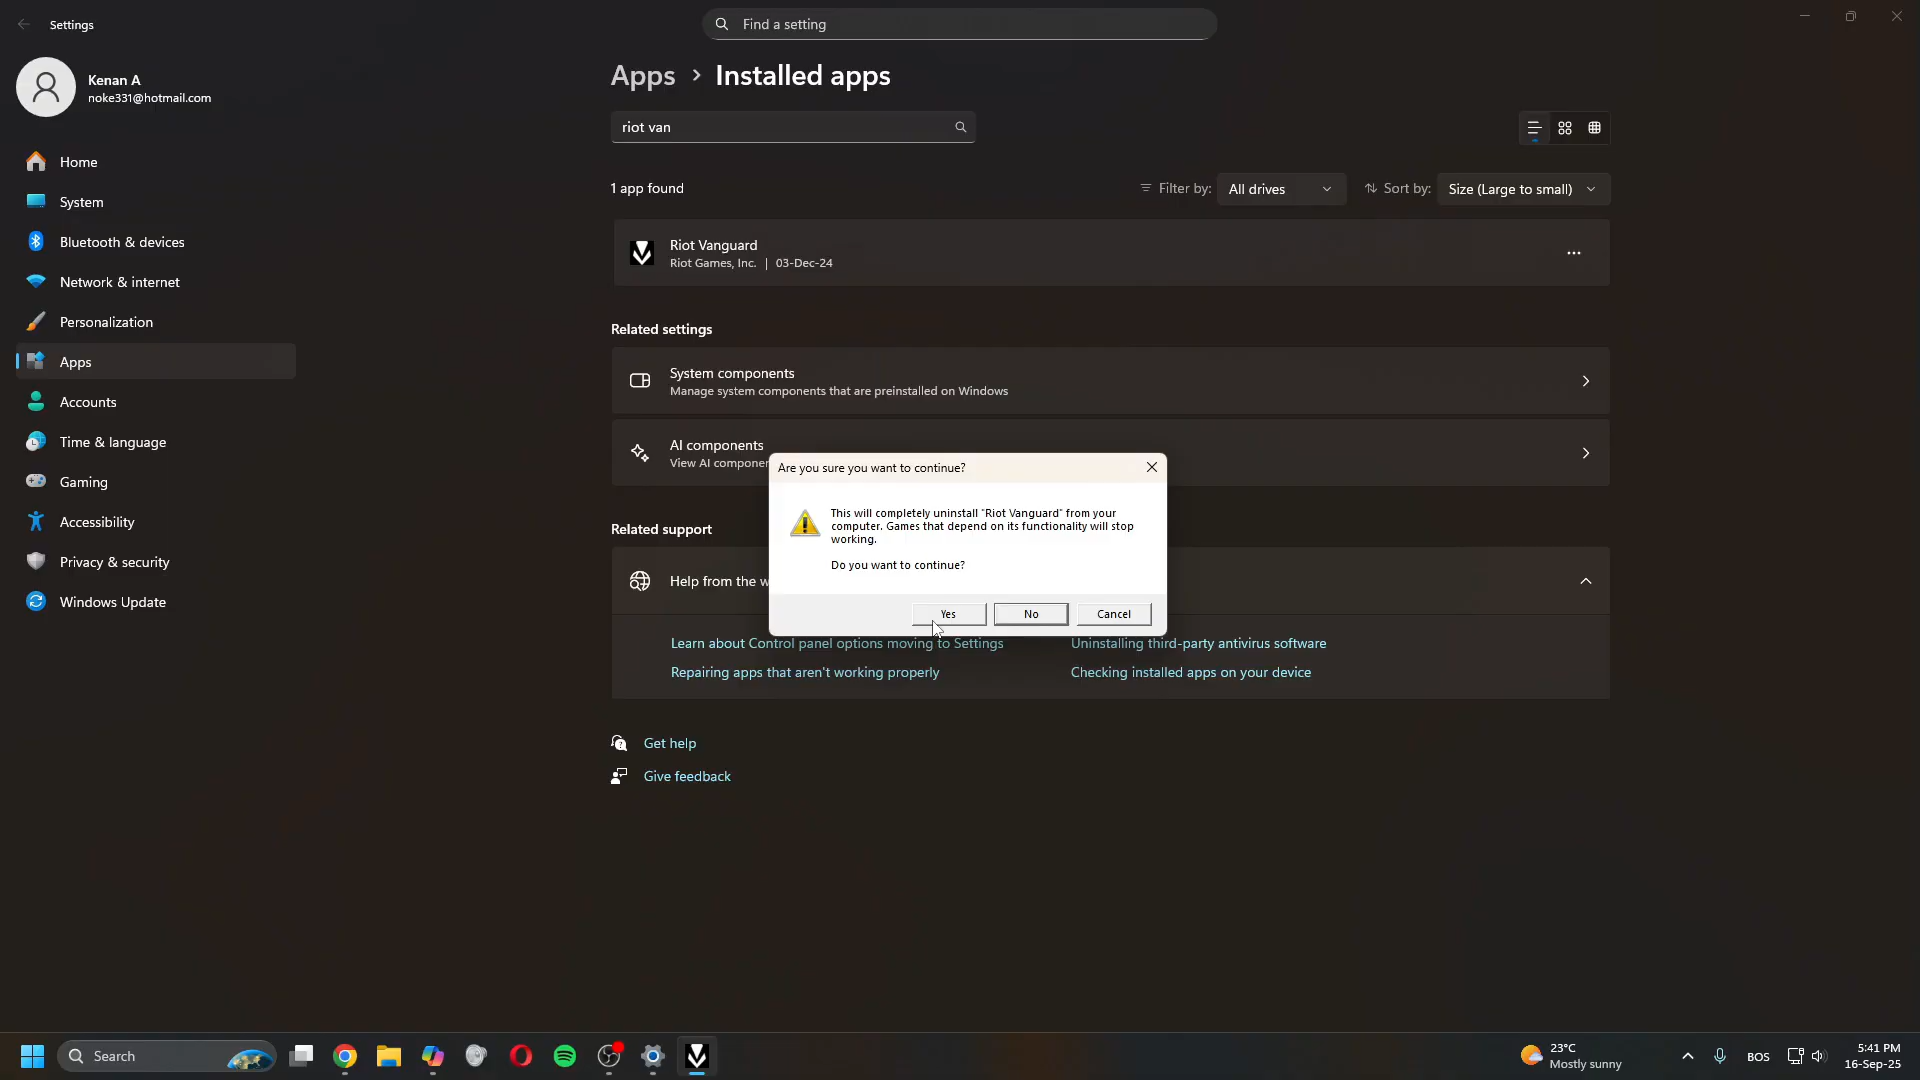 Settings
Find a setting
Kenan A
noke331@hotmail.com
Home
System
Bluetooth & devices
Network & internet
Personalization
Apps
Accounts
Time & language
Gaming
Accessibility
Privacy & security
Windows Update
Apps > Installed apps
riot van
1 app found
Filter by: All drives
Sort by: Size (Large to small)
Riot Vanguard
Riot Games, Inc. | 03-Dec-24
Related settings
System components
Manage system components that are preinstalled on Windows
AI components
View AI componen
Are you sure you want to continue?
This will completely uninstall "Riot Vanguard" from your
computer. Games that depend on its functionality will stop
working.
Do you want to continue?
Yes
No
Cancel
Related support
Help from the w
Learn about Control panel options moving to Settings
Uninstalling third-party antivirus software
Repairing apps that aren't working properly
Checking installed apps on your device
Get help
Give feedback
Search
23°C
Mostly sunny
BOS
5:41 PM
16-Sep-25